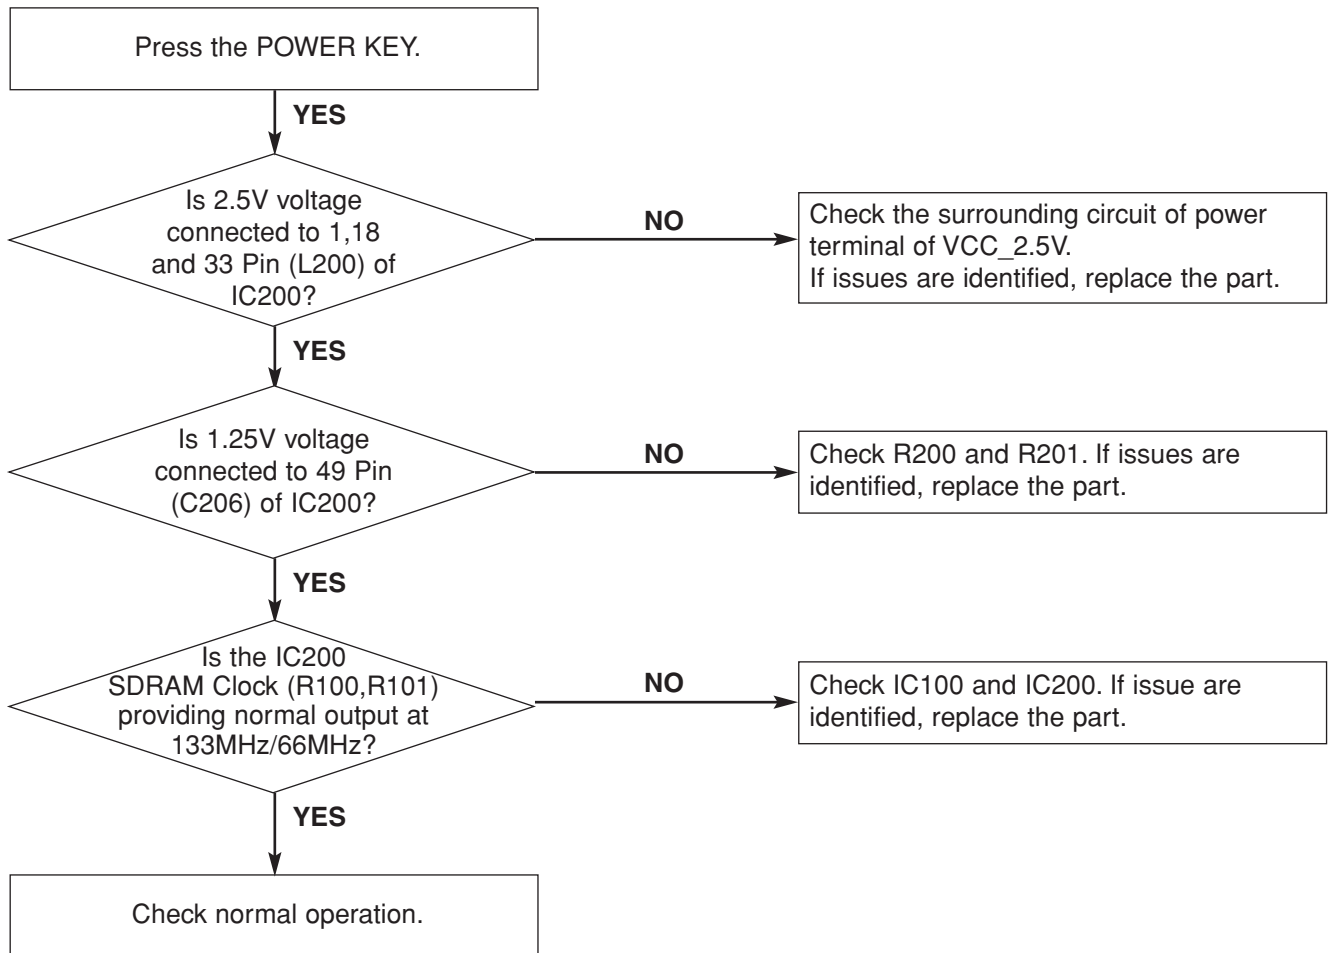 Press the POWER KEY.
YES
Is 2.5V voltage
connected to 1,18
and 33 Pin (L200) of
IC200?
NO
Check the surrounding circuit of power
terminal of VCC_2.5V.
If issues are identified, replace the part.
YES
Is 1.25V voltage
connected to 49 Pin
(C206) of IC200?
NO
Check R200 and R201. If issues are
identified, replace the part.
YES
Is the IC200
SDRAM Clock (R100,R101)
providing normal output at
133MHz/66MHz?
NO
Check IC100 and IC200. If issue are
identified, replace the part.
YES
Check normal operation.